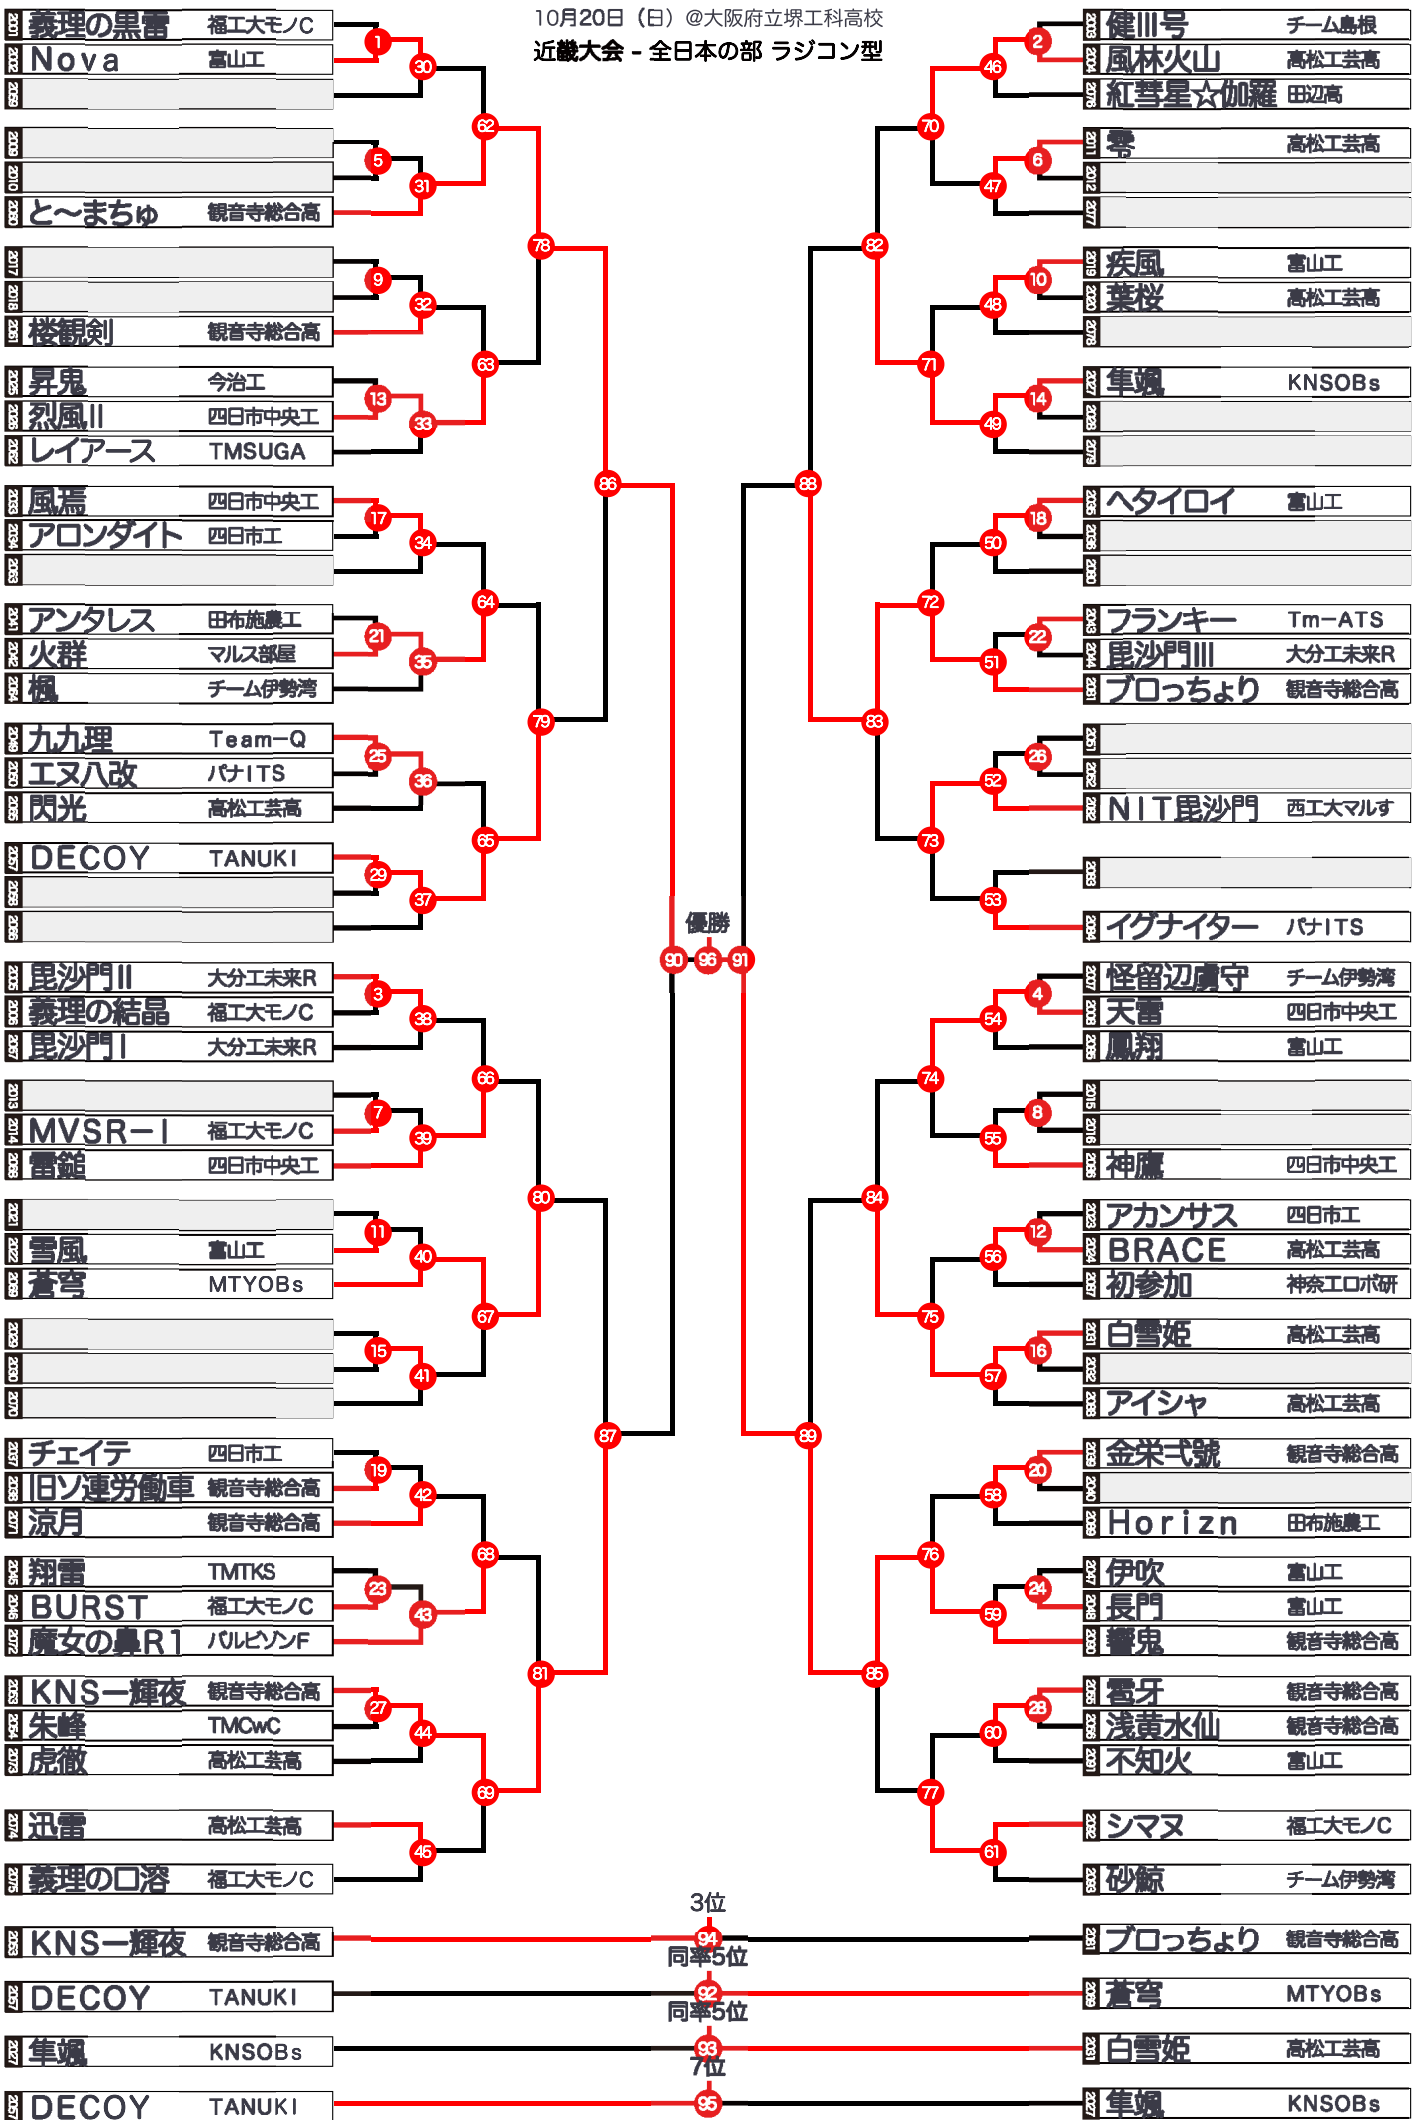 10月20日（日）@大阪府立堺工科高校
近畿大会 - 全日本の部 ラジコン型
義理の黒雷 福工大モノC
Nova 富山工
と～まちゅ 観音寺総合高
楼観剣 観音寺総合高
昇鬼 今治工
烈風II 四日市中央工
レイアース TMSUGA
風焉 四日市中央工
アロンダイト 四日市工
アンタレス 田布施農工
火群 マルス部屋
楓 チーム伊勢湾
九九理 Team-Q
エヌ八改 パナITS
閃光 高松工芸高
DECOY TANUKI
毘沙門II 大分工未来R
義理の結晶 福工大モノC
毘沙門I 大分工未来R
MVSR-I 福工大モノC
雷鎚 四日市中央工
雪風 富山工
蒼穹 MTYOBs
チェイテ 四日市工
旧ソ連労働車 観音寺総合高
涼月 観音寺総合高
翔雷 TMTKS
BURST 福工大モノC
魔女の鼻R1 バルビゾンF
KNS-輝夜 観音寺総合高
朱峰 TMCwC
虎徹 高松工芸高
迅雷 高松工芸高
義理の口溶 福工大モノC
健III号 チーム島根
風林火山 高松工芸高
紅彗星☆伽羅 田辺高
零 高松工芸高
疾風 富山工
葉桜 高松工芸高
隼颯 KNSOBs
ヘタイロイ 富山工
フランキー Tm-ATS
毘沙門III 大分工未来R
ブロっちょり 観音寺総合高
NIT毘沙門 西工大マルす
イグナイター パナITS
怪留辺虜守 チーム伊勢湾
天雷 四日市中央工
鳳翔 富山工
神鷹 四日市中央工
アカンサス 四日市工
BRACE 高松工芸高
初参加 神奈工ロボ研
白雪姫 高松工芸高
アイシャ 高松工芸高
金栄弌號 観音寺総合高
Horizn 田布施農工
伊吹 富山工
長門 富山工
響鬼 観音寺総合高
雹牙 観音寺総合高
浅黄水仙 観音寺総合高
不知火 富山工
シマヌ 福工大モノC
砂鯨 チーム伊勢湾
優勝
90 96 91
3位
KNS-輝夜 観音寺総合高 94 ブロっちょり 観音寺総合高
同率5位
DECOY TANUKI 92 蒼穹 MTYOBs
同率5位
隼颯 KNSOBs 93 白雪姫 高松工芸高
7位
DECOY TANUKI 95 隼颯 KNSOBs